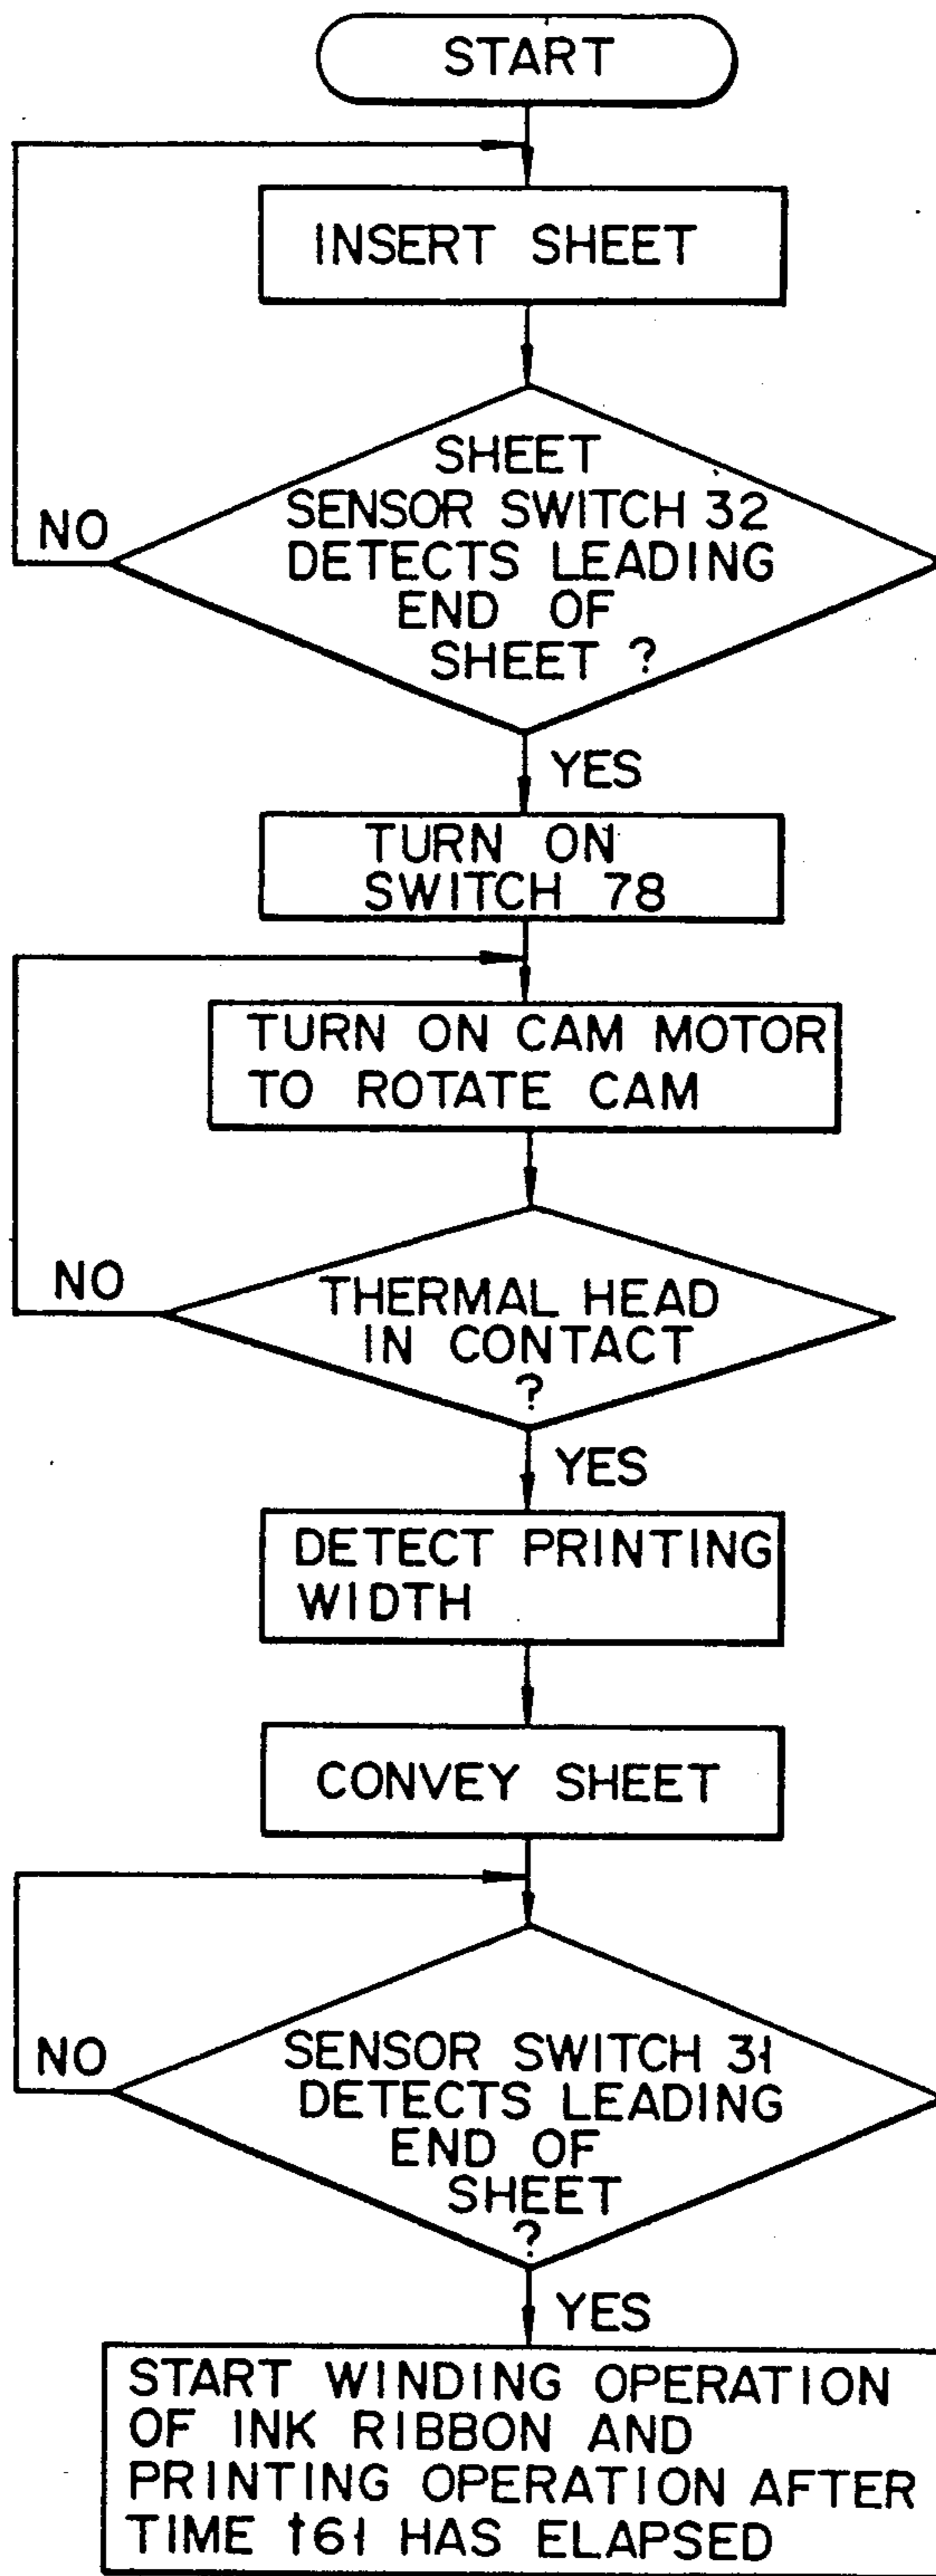 START
INSERT SHEET
SHEET
SENSOR SWITCH 32
DETECTS LEADING
END OF
SHEET ?
NO
YES
TURN ON
SWITCH 78
TURN ON CAM MOTOR
TO ROTATE CAM
THERMAL HEAD
IN CONTACT
?
NO
YES
DETECT PRINTING
WIDTH
CONVEY SHEET
SENSOR SWITCH 31
DETECTS LEADING
END OF
SHEET
?
NO
YES
START WINDING OPERATION
OF INK RIBBON AND
PRINTING OPERATION AFTER
TIME t61 HAS ELAPSED